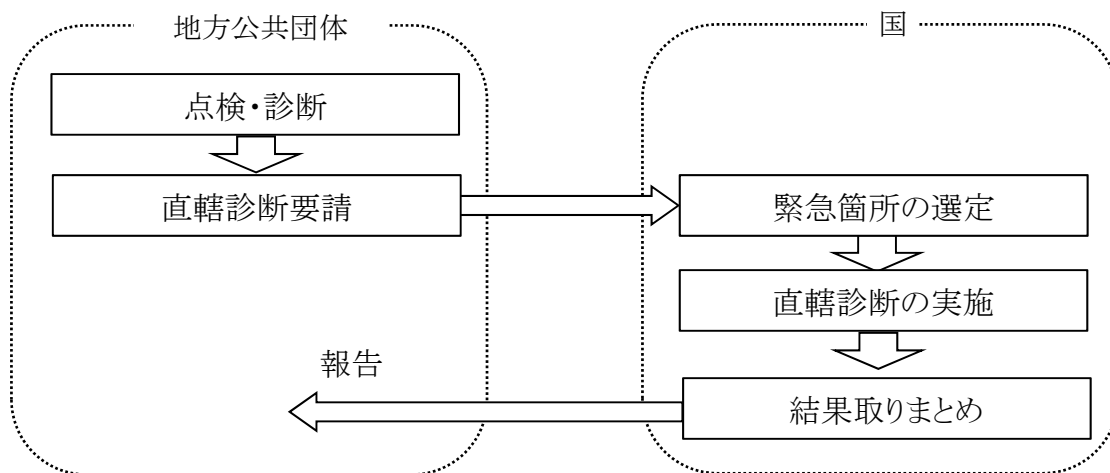 地方公共団体
国
点検・診断
直轄診断要請
緊急箇所の選定
直轄診断の実施
報告
結果取りまとめ